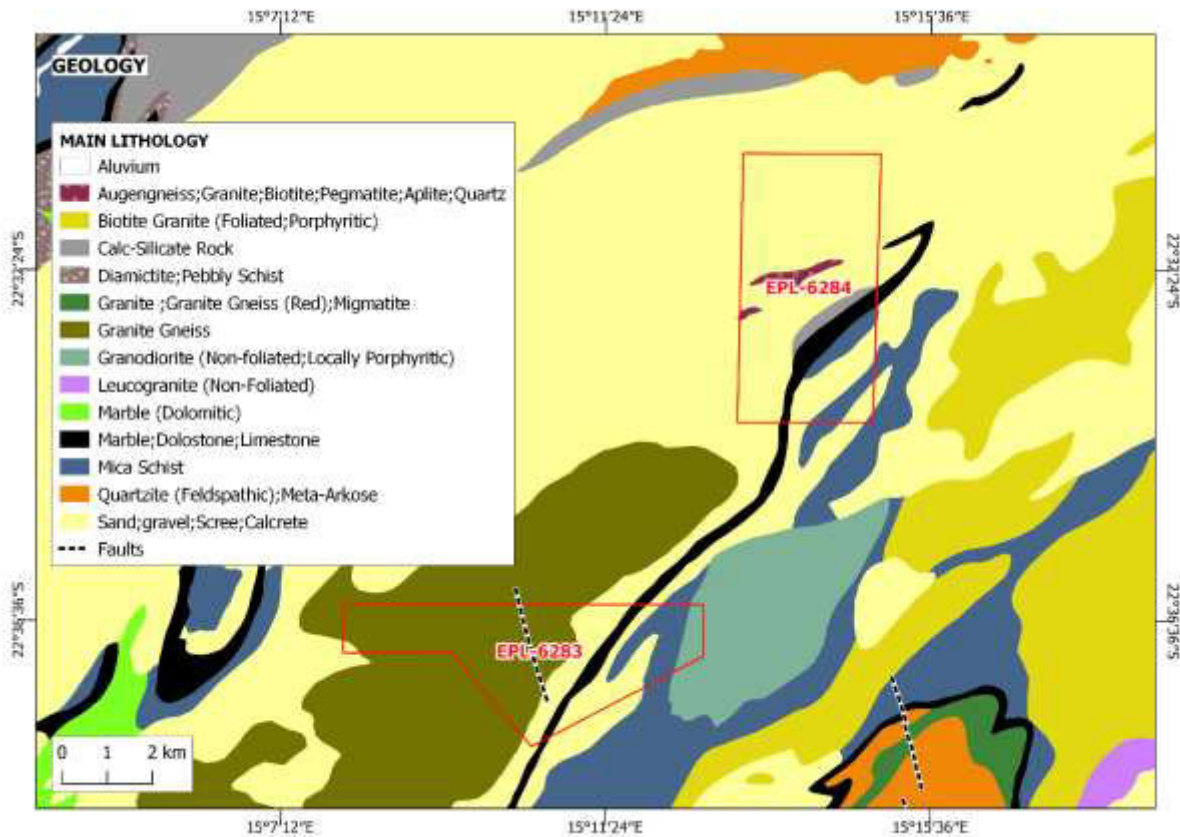 15°7'12"E
15°11'24"E
15°15'36"E
GEOLOGY
MAIN LITHOLOGY
Aluvium
Augengneiss;Granite;Biotite;Pegmatite;Aplite;Quartz
Biotite Granite (Foliated;Porphyritic)
Calc-Silicate Rock
Diamictite;Pebbly Schist
Granite ;Granite Gneiss (Red);Migmatite
Granite Gneiss
Granodiorite (Non-foliated;Locally Porphyritic)
Leucogranite (Non-Foliated)
Marble (Dolomitic)
Marble;Dolostone;Limestone
Mica Schist
Quartzite (Feldspathic);Meta-Arkose
Sand;gravel;Scree;Calcrete
Faults
22°32'24"S
22°32'24"S
EPL-6284
22°36'36"S
22°36'36"S
EPL-6283
0 1 2 km
15°7'12"E
15°11'24"E
15°15'36"E